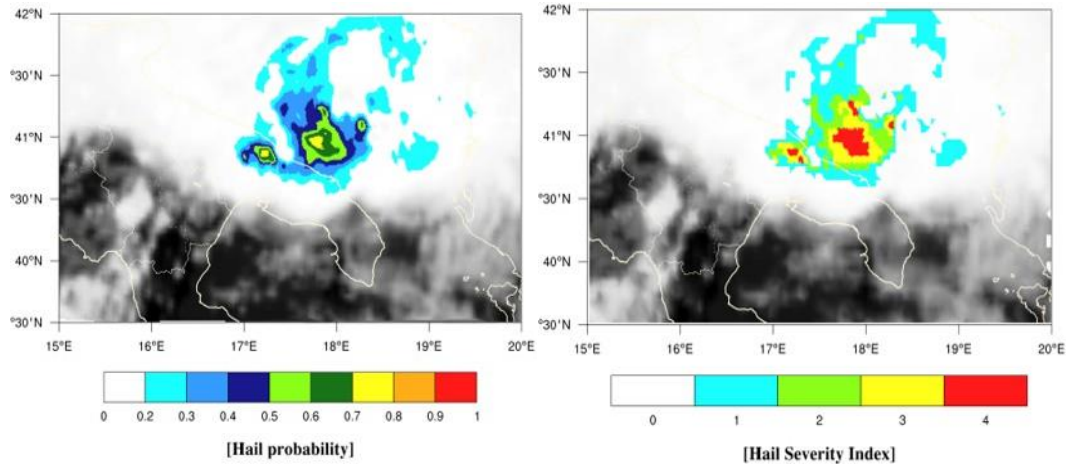 42°N
°30'N
41°N
°30'N
40°N
°30'N
15°E 16°E 17°E 18°E 19°E 20°E
0 0.2 0.3 0.4 0.5 0.6 0.7 0.8 0.9 1
[Hail probability]
42°N
°30'N
41°N
°30'N
40°N
°30'N
15°E 16°E 17°E 18°E 19°E 20°E
0 1 2 3 4
[Hail Severity Index]